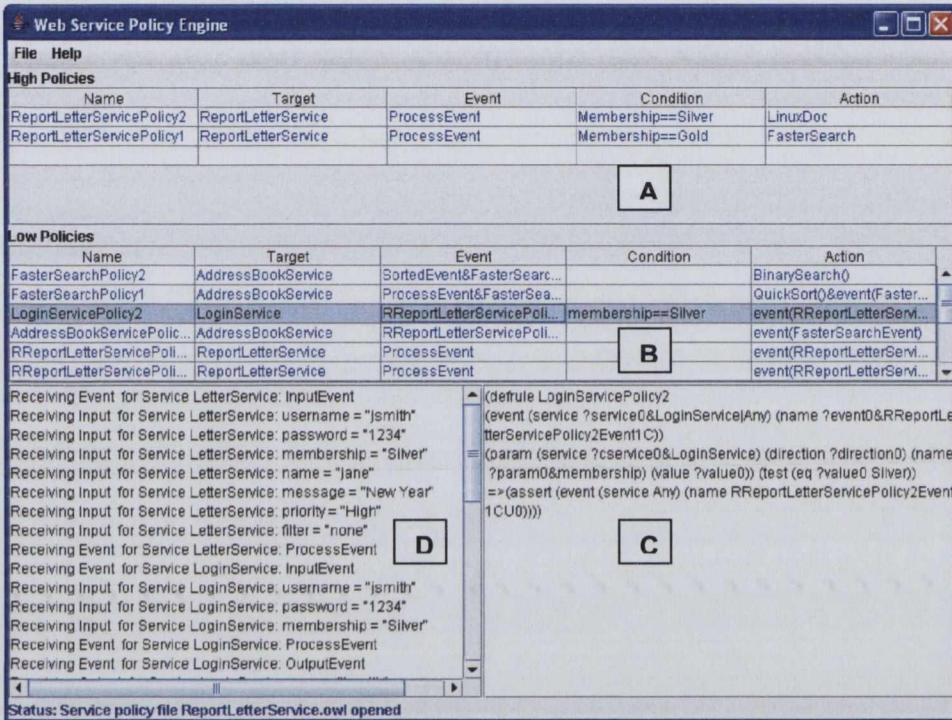 Web Service Policy Engine
File Help
High Policies
Name Target Event Condition Action
ReportLetterServicePolicy2 ReportLetterService ProcessEvent Membership==Silver LinuxDoc
ReportLetterServicePolicy1 ReportLetterService ProcessEvent Membership==Gold FasterSearch
A
Low Policies
Name Target Event Condition Action
FasterSearchPolicy2 AddressBookService SortedEvent&FasterSearc... BinarySearch()
FasterSearchPolicy1 AddressBookService ProcessEvent&FasterSea... QuickSort()&event(Faster...
LoginServicePolicy2 LoginService RReportLetterServicePoli... membership==Silver event(RReportLetterServi...
AddressBookServicePolic... AddressBookService RReportLetterServicePoli... event(FasterSearchEvent)
RReportLetterServicePoli... ReportLetterService ProcessEvent event(RReportLetterServi...
RReportLetterServicePoli... ReportLetterService ProcessEvent event(RReportLetterServi...
B
Receiving Event for Service LetterService: InputEvent
Receiving Input for Service LetterService: username = "jsmith"
Receiving Input for Service LetterService: password = "1234"
Receiving Input for Service LetterService: membership = "Silver"
Receiving Input for Service LetterService: name = "Jane"
Receiving Input for Service LetterService: message = "New Year"
Receiving Input for Service LetterService: priority = "High"
Receiving Input for Service LetterService: filter = "none"
Receiving Event for Service LetterService: ProcessEvent
Receiving Event for Service LoginService: InputEvent
Receiving Input for Service LoginService: username = "jsmith"
Receiving Input for Service LoginService: password = "1234"
Receiving Input for Service LoginService: membership = "Silver"
Receiving Event for Service LoginService: ProcessEvent
Receiving Event for Service LoginService: OutputEvent
D
(defrule LoginServicePolicy2
(event (service ?service0&LoginService|Any) (name ?event0&RReportLe
tterServicePolicy2Event1C))
(param (service ?cservice0&LoginService) (direction ?direction0) (name
?param0&membership) (value ?value0)) (test (eq ?value0 Silver))
=>(assert (event (service Any) (name RReportLetterServicePolicy2Event
1CU0))))
C
Status: Service policy file ReportLetterService.owl opened